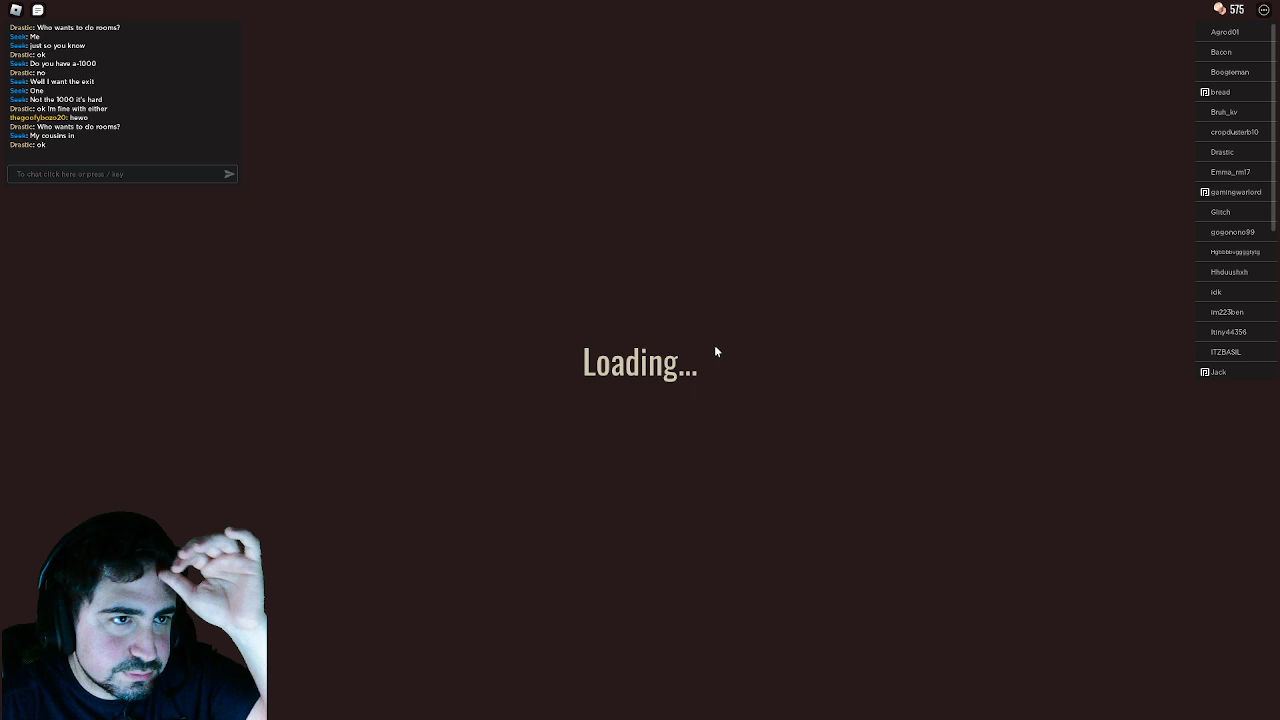 575
Drastic: Who wants to do rooms?
Seek: Me
Seek: just so you know
Drastic: ok
Seek: Do you have a-1000
Drastic: no
Seek: Well I want the exit
Seek: One
Seek: Not the 1000 it's hard
Drastic: ok im fine with either
thegoofybozo20: hewo
Drastic: Who wants to do rooms?
Seek: My cousins in
Drastic: ok
To chat click here or press / key
Loading...
Agrod01
Bacon
Boogieman
bread
Bruh_kv
cropdusterb10
Drastic
Emma_rm17
gamingwarlord
Glitch
gogonono99
Hhduushxh
idk
im223ben
Itiny44356
ITZBASIL
Jack